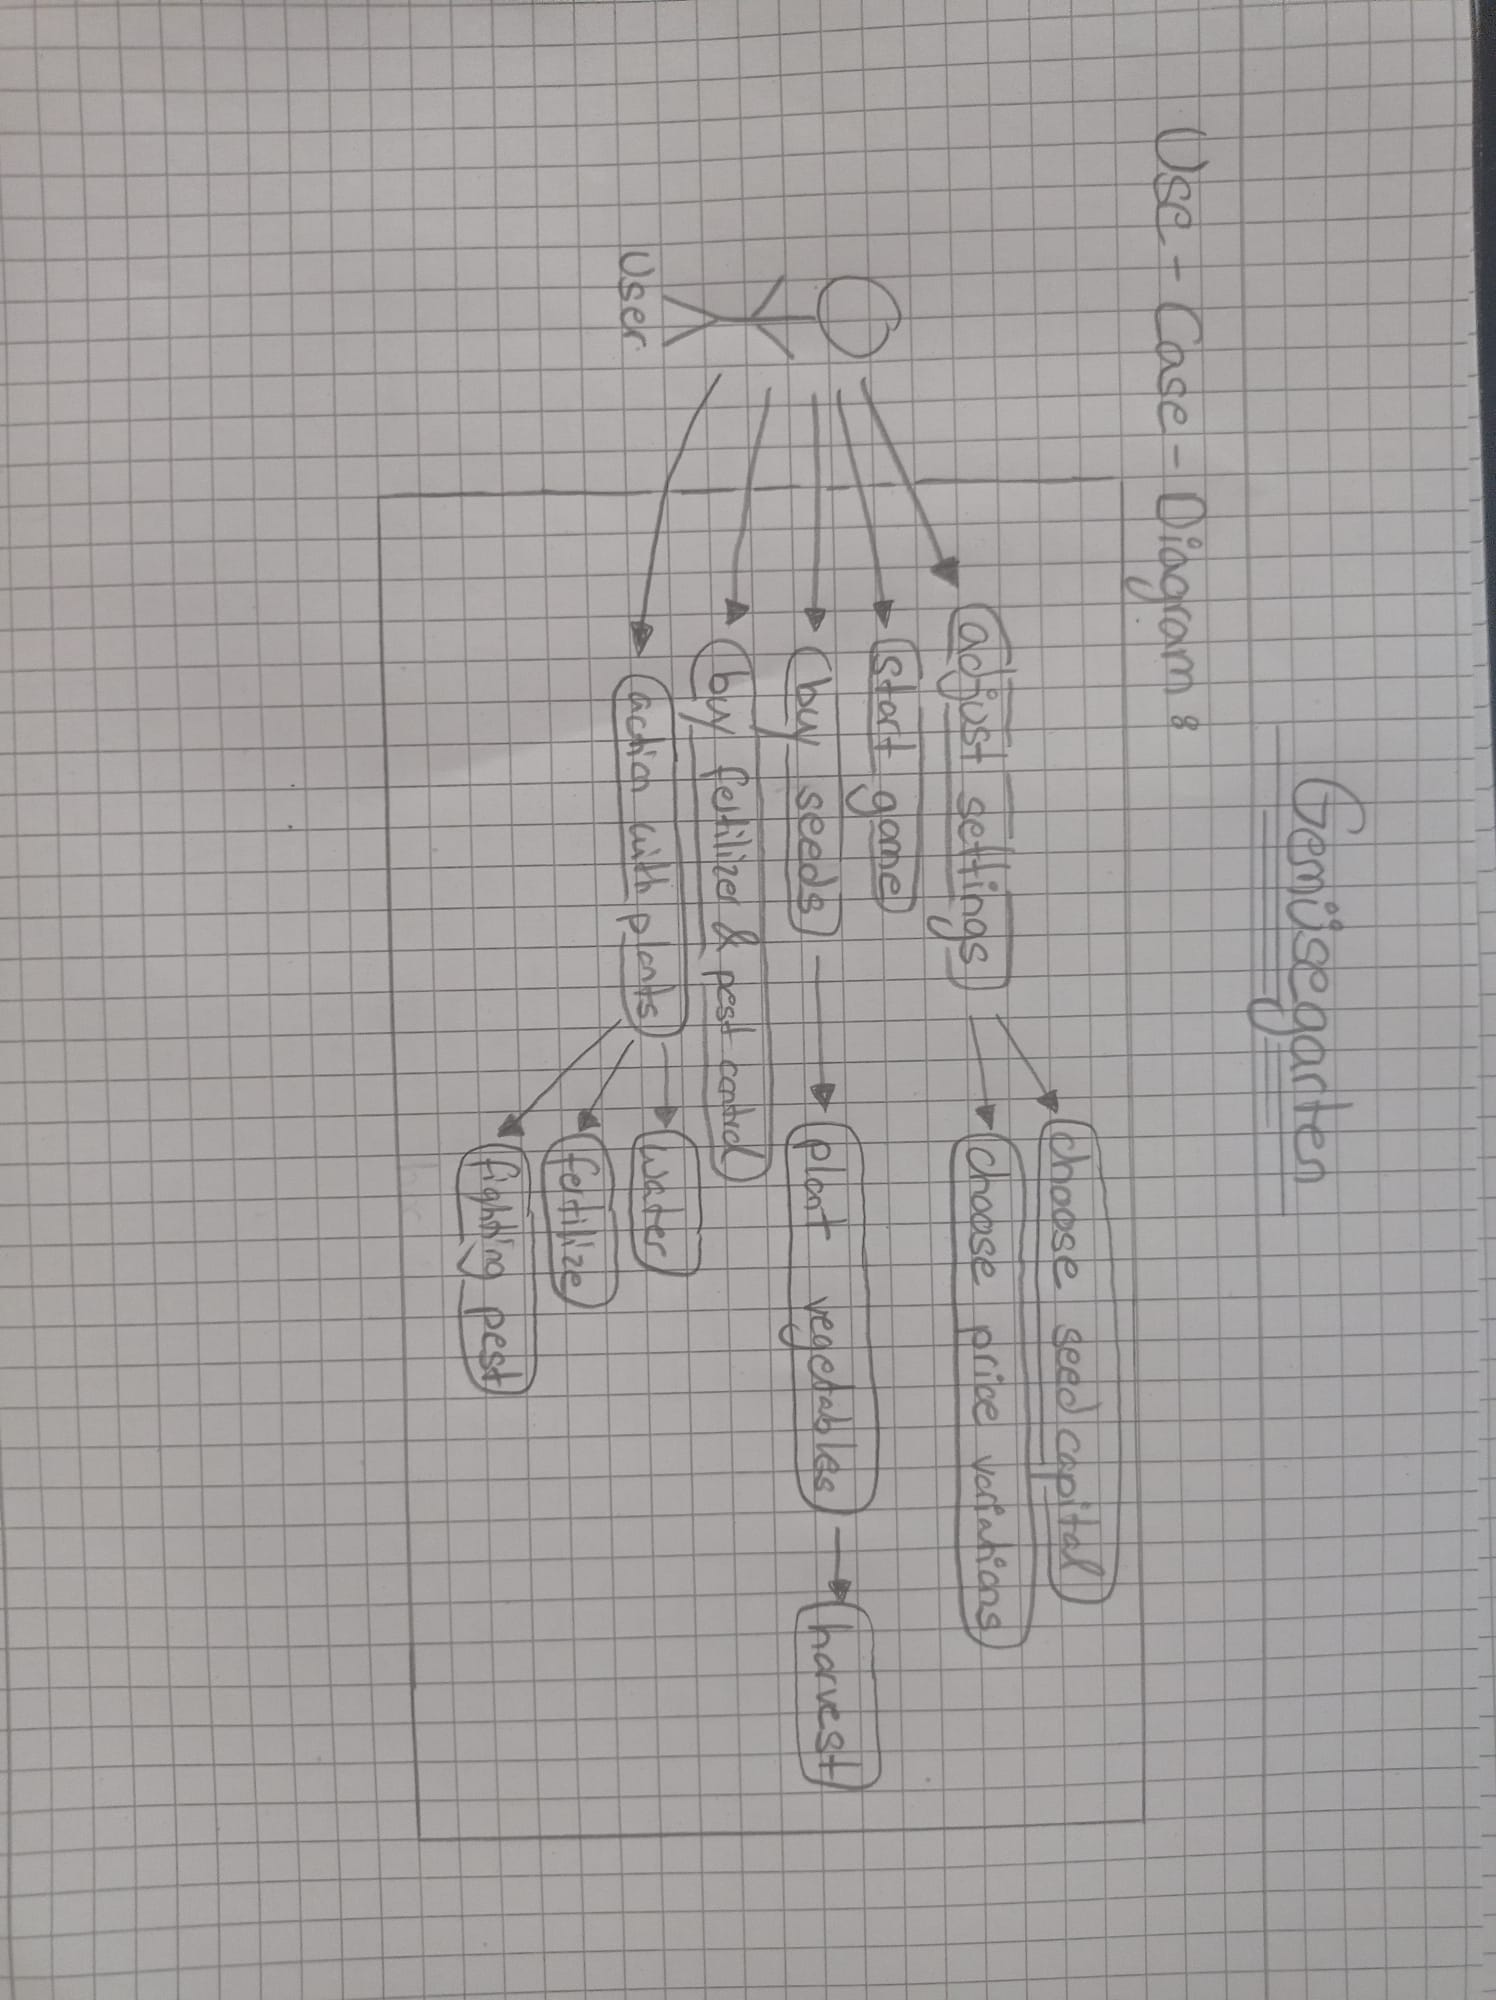 Gemüsegarten
Use-Case-Diagram:
User
adjust settings
choose seed capital
choose price variations
start game
buy seeds
plant vegetables
harvest
buy fertilizer & pest control
action with plants
water
fertilize
fighting pest